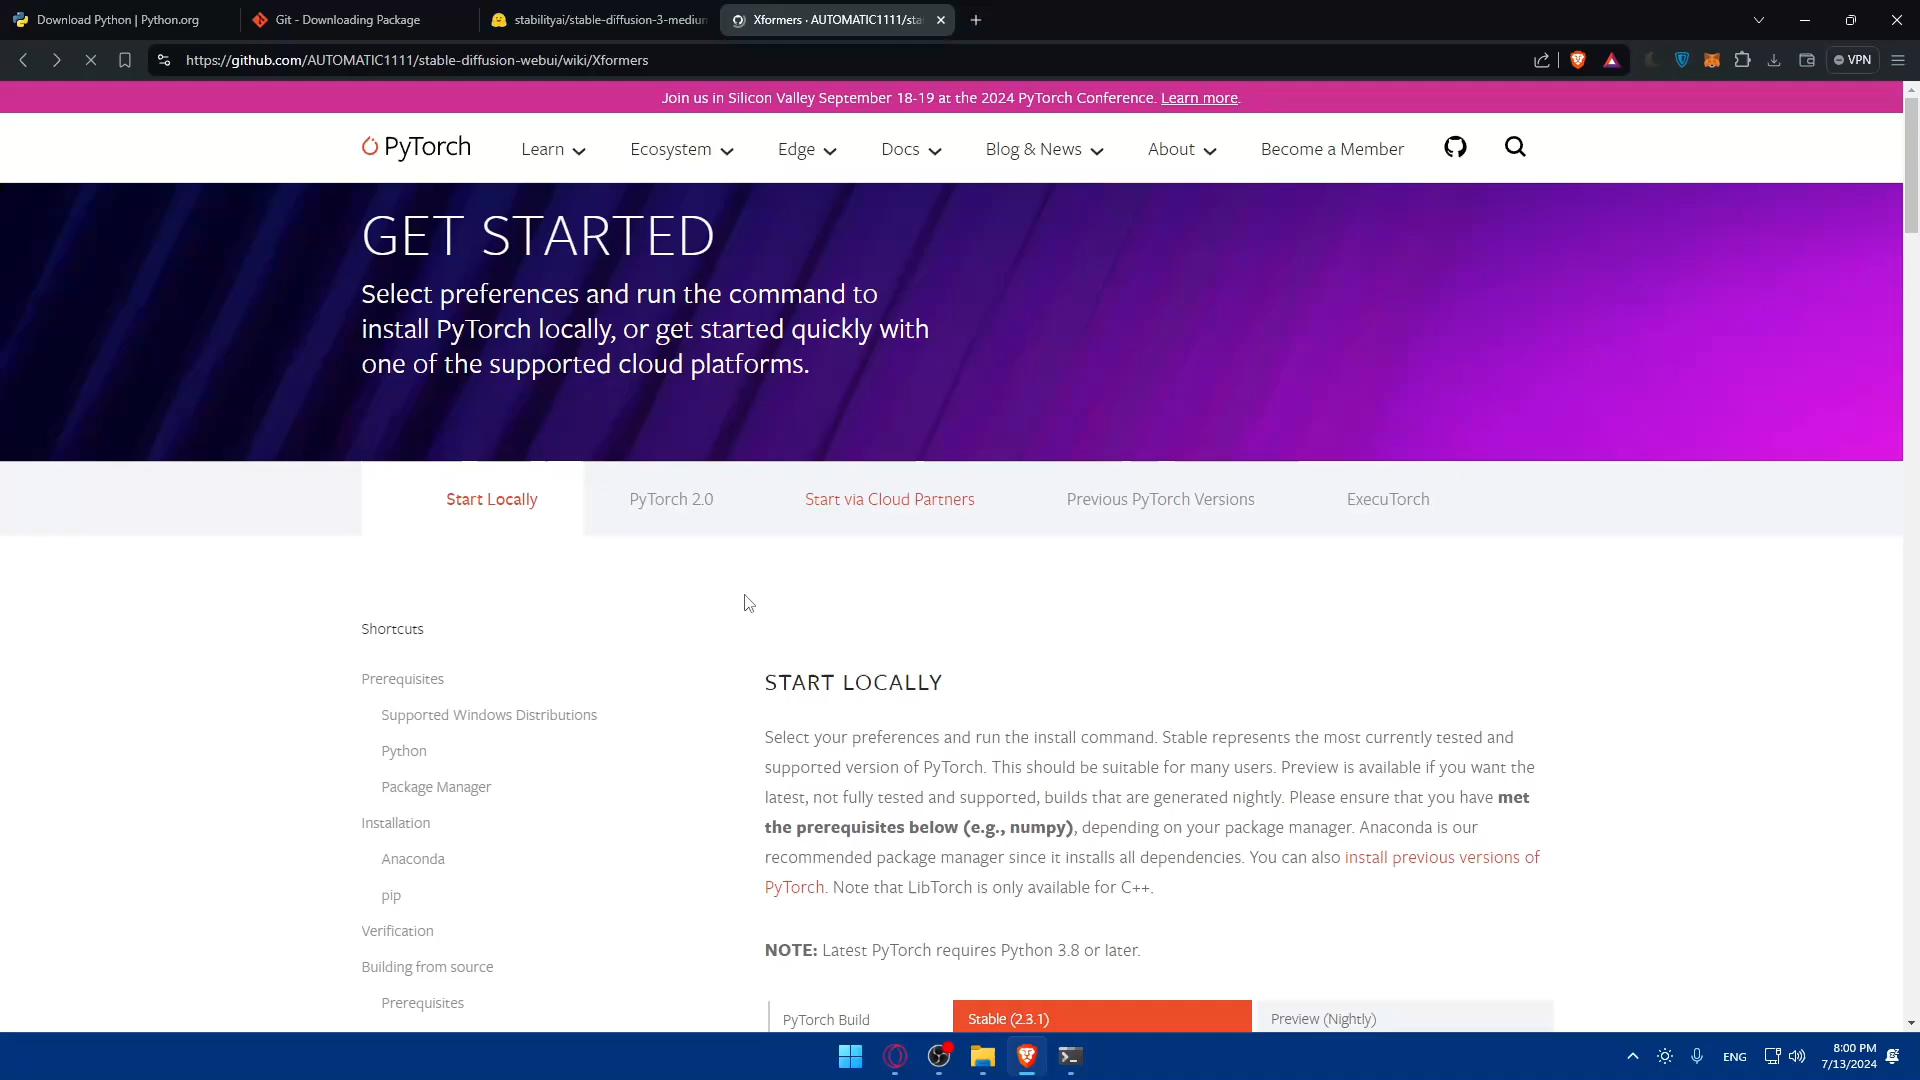 Download Python | Python.org
Git - Downloading Package
stabilityai/stable-diffusion-3-medium
Xformers · AUTOMATIC1111/sta
https://github.com/AUTOMATIC1111/stable-diffusion-webui/wiki/Xformers
VPN
Join us in Silicon Valley September 18-19 at the 2024 PyTorch Conference. Learn more.
PyTorch
Learn
Ecosystem
Edge
Docs
Blog & News
About
Become a Member
GET STARTED
Select preferences and run the command to
install PyTorch locally, or get started quickly with
one of the supported cloud platforms.
Start Locally
PyTorch 2.0
Start via Cloud Partners
Previous PyTorch Versions
ExecuTorch
Shortcuts
Prerequisites
Supported Windows Distributions
Python
Package Manager
Installation
Anaconda
pip
Verification
Building from source
Prerequisites
START LOCALLY
Select your preferences and run the install command. Stable represents the most currently tested and
supported version of PyTorch. This should be suitable for many users. Preview is available if you want the
latest, not fully tested and supported, builds that are generated nightly. Please ensure that you have met
the prerequisites below (e.g., numpy), depending on your package manager. Anaconda is our
recommended package manager since it installs all dependencies. You can also install previous versions of
PyTorch. Note that LibTorch is only available for C++.
NOTE: Latest PyTorch requires Python 3.8 or later.
PyTorch Build
Stable (2.3.1)
Preview (Nightly)
ENG
8:00 PM
7/13/2024